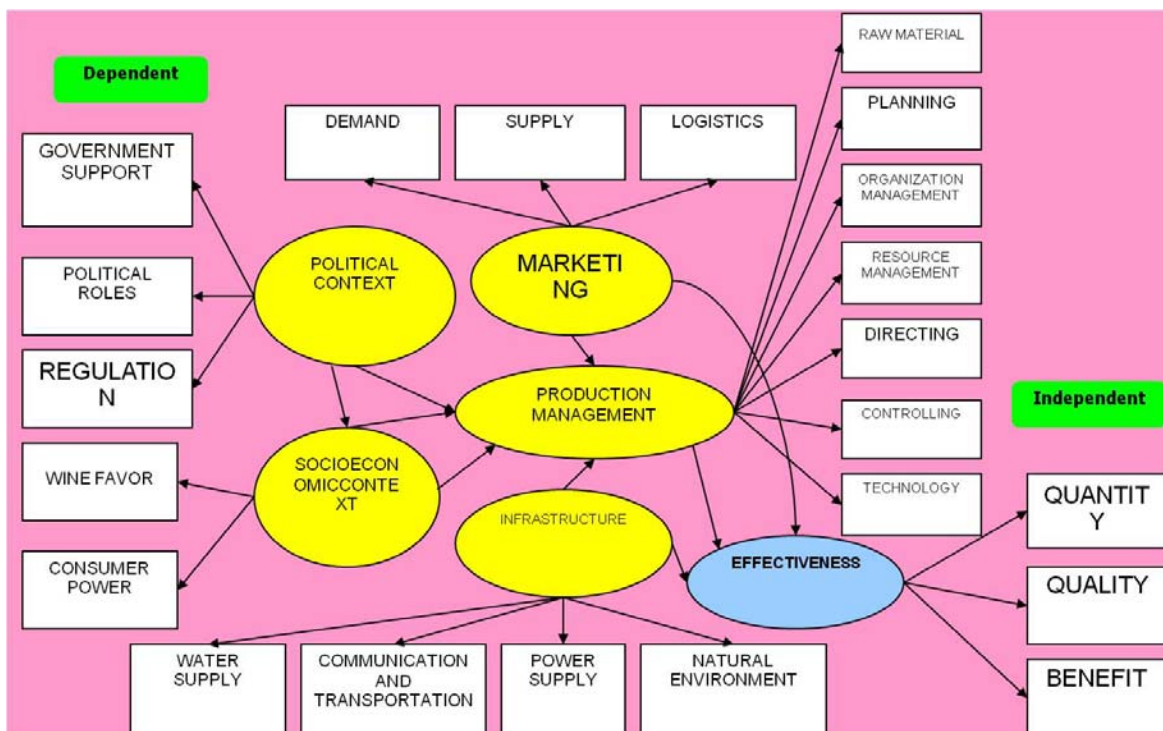 Dependent
GOVERNMENT
SUPPORT
POLITICAL
ROLES
REGULATIO
N
WINE FAVOR
CONSUMER
POWER
DEMAND
SUPPLY
LOGISTICS
POLITICAL
CONTEXT
MARKETI
NG
PRODUCTION
MANAGEMENT
SOCIOECON
OMICCONTE
XT
INFRASTRUCTURE
EFFECTIVENESS
WATER
SUPPLY
COMMUNICATION
AND
TRANSPORTATION
POWER
SUPPLY
NATURAL
ENVIRONMENT
RAW MATERIAL
PLANNING
ORGANIZATION
MANAGEMENT
RESOURCE
MANAGEMENT
DIRECTING
CONTROLLING
TECHNOLOGY
Independent
QUANTIT
Y
QUALITY
BENEFIT